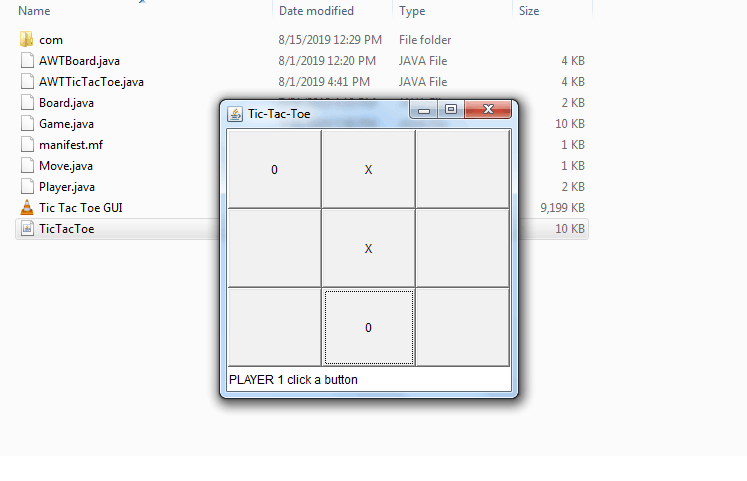 Name Date modified Type Size
com 8/15/2019 12:29 PM File folder
AWTBoard.java 8/1/2019 12:20 PM JAVA File 4 KB
AWTTicTacToe.java 8/1/2019 4:41 PM JAVA File 4 KB
Board.java 2 KB
Game.java 10 KB
manifest.mf 1 KB
Move.java 1 KB
Player.java 2 KB
Tic Tac Toe GUI 9,199 KB
TicTacToe 10 KB
Tic-Tac-Toe
0 X
X
0
PLAYER 1 click a button